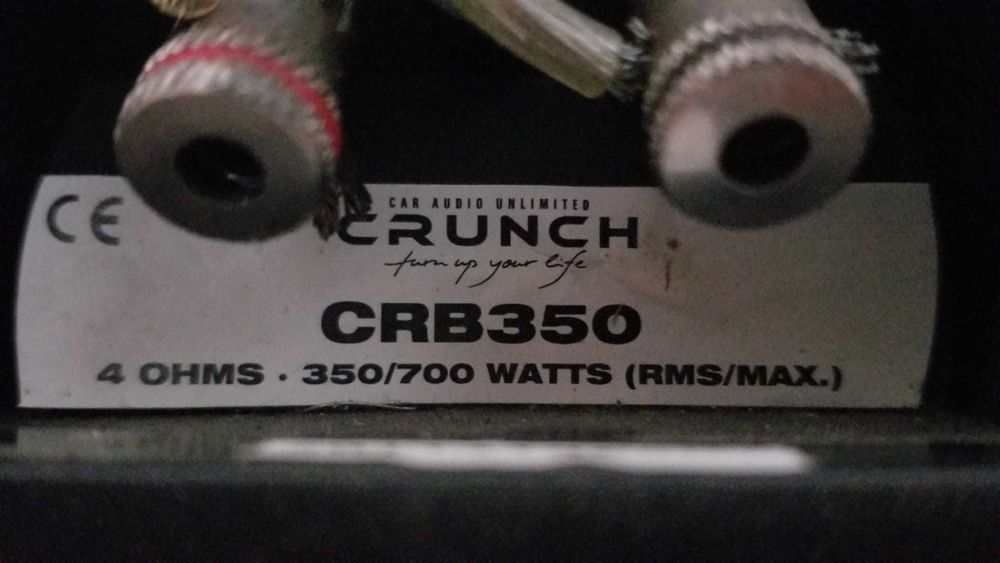 CE
CAR AUDIO UNLIMITED
CRUNCH
turn up your life
CRB350
4 OHMS · 350/700 WATTS (RMS/MAX.)